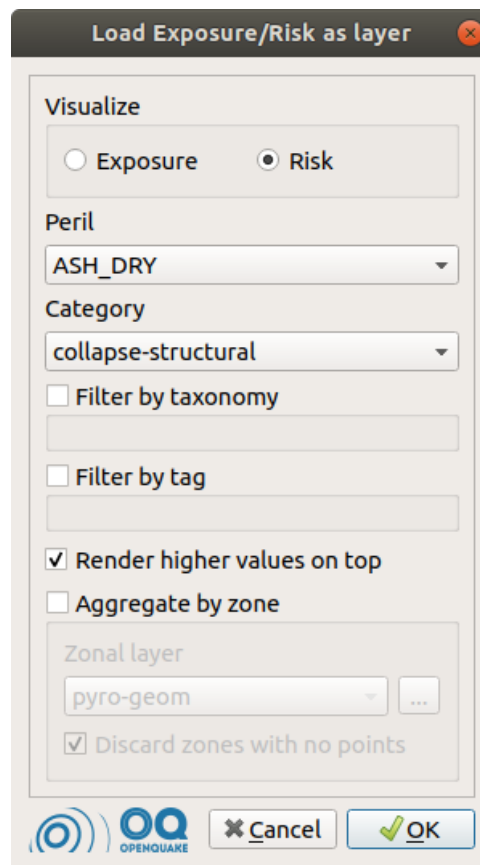 Load Exposure/Risk as layer
Visualize
Exposure Risk
Peril
ASH_DRY
Category
collapse-structural
Filter by taxonomy
Filter by tag
Render higher values on top
Aggregate by zone
Zonal layer
pyro-geom ...
Discard zones with no points
OQ
OPENQUAKE
Cancel OK